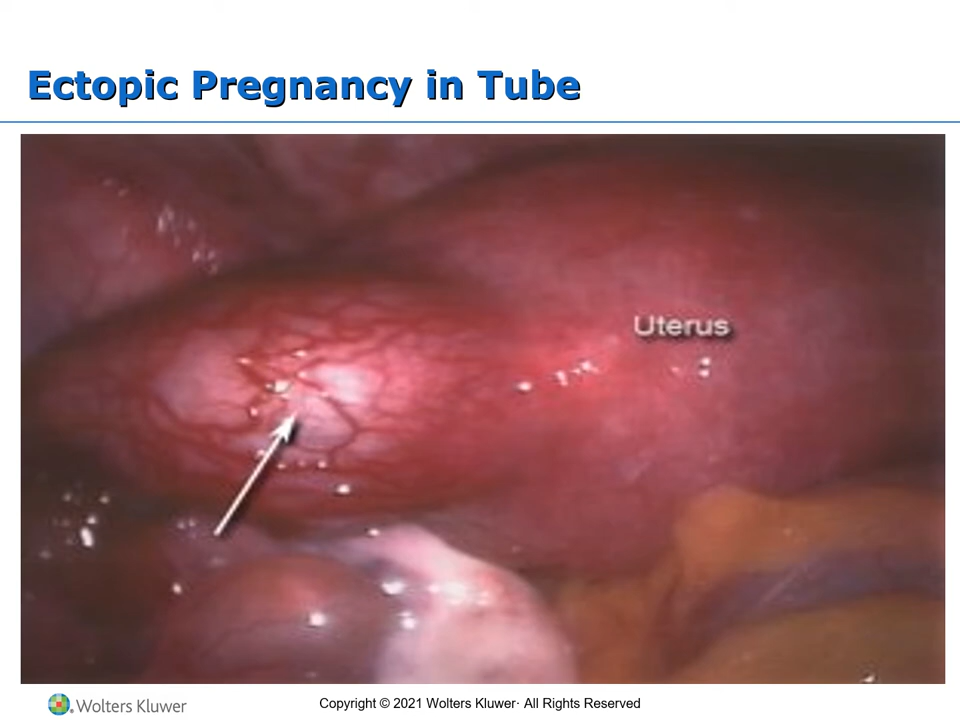 Ectopic Pregnancy in Tube
Uterus
Wolters Kluwer
Copyright © 2021 Wolters Kluwer· All Rights Reserved